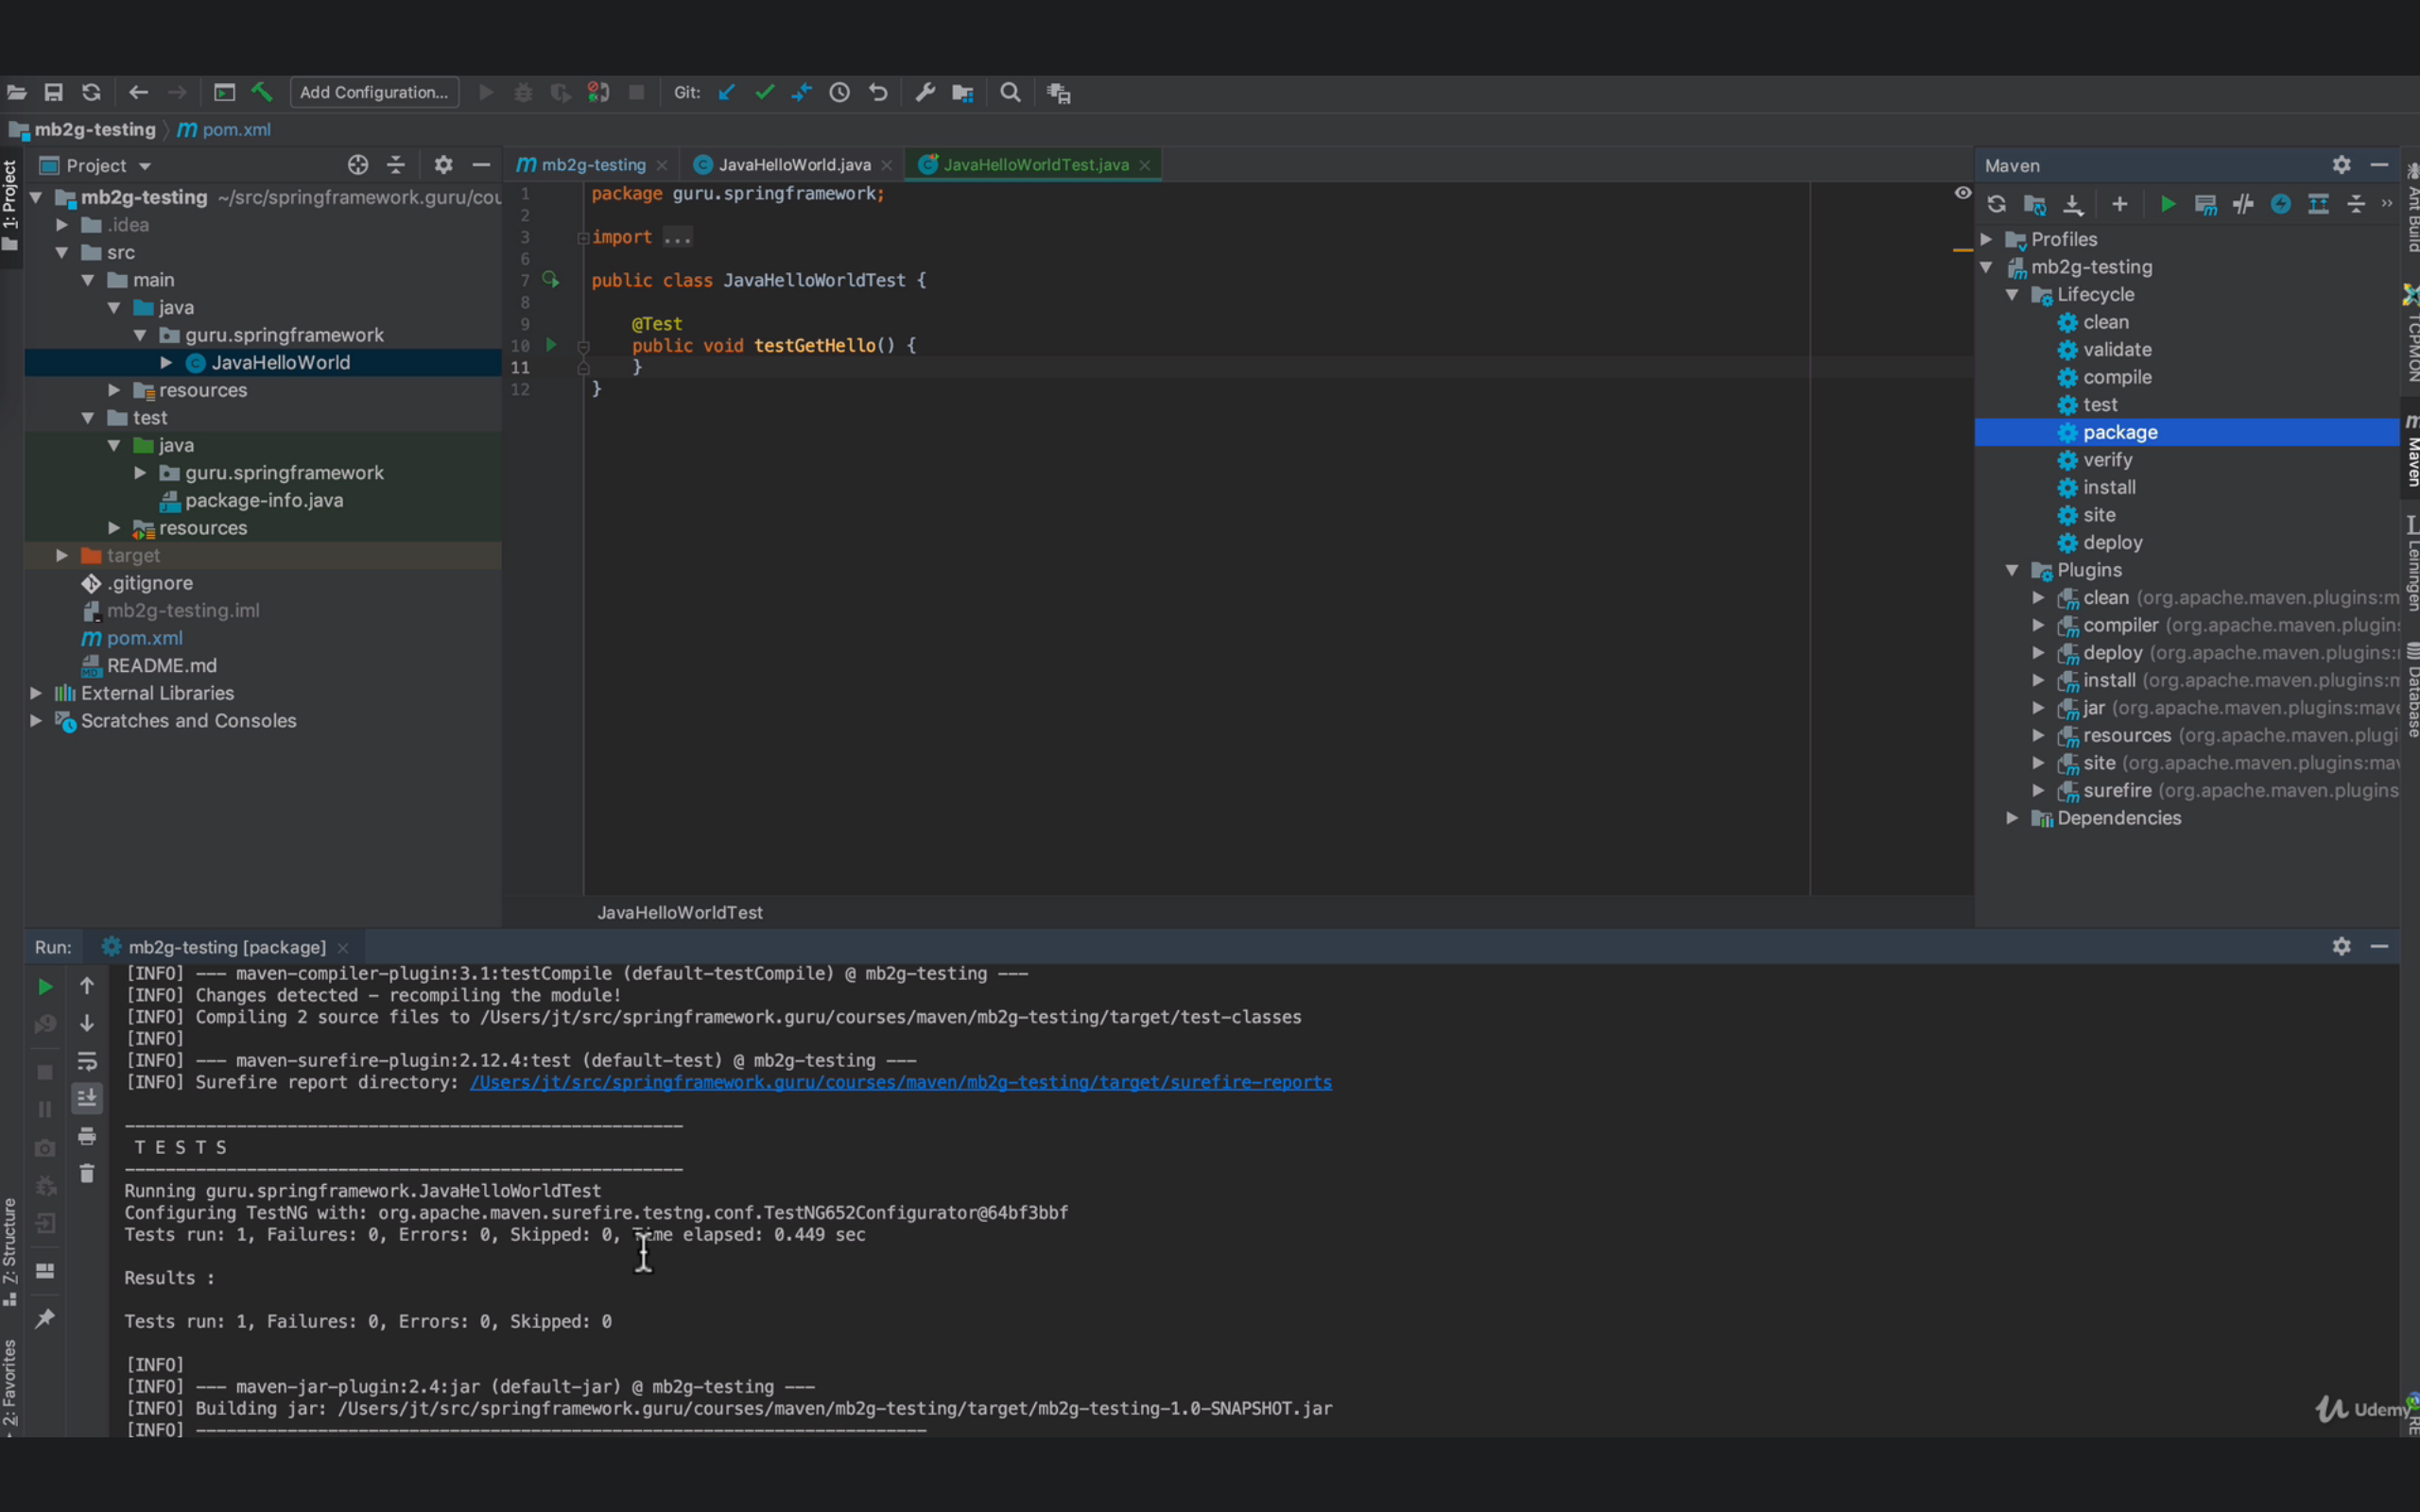 Add Configuration...
Git:
mb2g-testing
pom.xml
1: Project
Project
mb2g-testing ~/src/springframework.guru/cou
.idea
src
main
java
guru.springframework
JavaHelloWorld
resources
test
java
guru.springframework
package-info.java
resources
target
.gitignore
mb2g-testing.iml
pom.xml
README.md
External Libraries
Scratches and Consoles
mb2g-testing
JavaHelloWorld.java
JavaHelloWorldTest.java
1 package guru.springframework;
2
3 import ...
6
7 public class JavaHelloWorldTest {
8
9 @Test
10 public void testGetHello() {
11 }
12 }
JavaHelloWorldTest
Maven
Profiles
mb2g-testing
Lifecycle
clean
validate
compile
test
package
verify
install
site
deploy
Plugins
clean (org.apache.maven.plugins:m
compiler (org.apache.maven.plugins
deploy (org.apache.maven.plugins:
install (org.apache.maven.plugins:m
jar (org.apache.maven.plugins:mave
resources (org.apache.maven.plugi
site (org.apache.maven.plugins:mav
surefire (org.apache.maven.plugins
Dependencies
Ant Build
TCPMON
Maven
Leiningen
Database
Run:
mb2g-testing [package]
[INFO] --- maven-compiler-plugin:3.1:testCompile (default-testCompile) @ mb2g-testing ---
[INFO] Changes detected - recompiling the module!
[INFO] Compiling 2 source files to /Users/jt/src/springframework.guru/courses/maven/mb2g-testing/target/test-classes
[INFO]
[INFO] --- maven-surefire-plugin:2.12.4:test (default-test) @ mb2g-testing ---
[INFO] Surefire report directory: /Users/jt/src/springframework.guru/courses/maven/mb2g-testing/target/surefire-reports
-------------------------------------------------------
T E S T S
-------------------------------------------------------
Running guru.springframework.JavaHelloWorldTest
Configuring TestNG with: org.apache.maven.surefire.testng.conf.TestNG652Configurator@64bf3bbf
Tests run: 1, Failures: 0, Errors: 0, Skipped: 0, Time elapsed: 0.449 sec
Results :
Tests run: 1, Failures: 0, Errors: 0, Skipped: 0
[INFO]
[INFO] --- maven-jar-plugin:2.4:jar (default-jar) @ mb2g-testing ---
[INFO] Building jar: /Users/jt/src/springframework.guru/courses/maven/mb2g-testing/target/mb2g-testing-1.0-SNAPSHOT.jar
[INFO] ------------------------------------------------------------------------
7: Structure
2: Favorites
Udemy